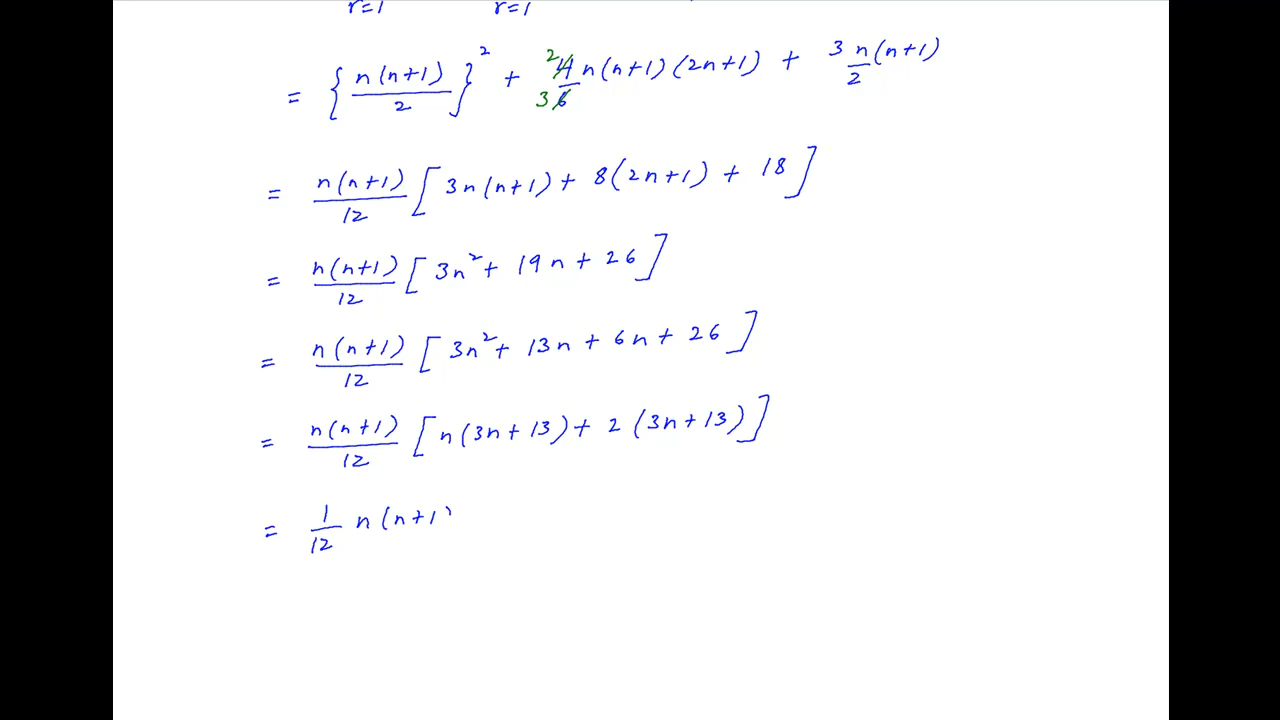 r=1 r=1
= {n(n+1)/2}² + 2 4/6 3 n(n+1)(2n+1) + 3 n/2 (n+1)
= n(n+1)/12 [3n(n+1) + 8(2n+1) + 18]
= n(n+1)/12 [3n² + 19n + 26]
= n(n+1)/12 [3n² + 13n + 6n + 26]
= n(n+1)/12 [n(3n+13) + 2(3n+13)]
= 1/12 n(n+1)